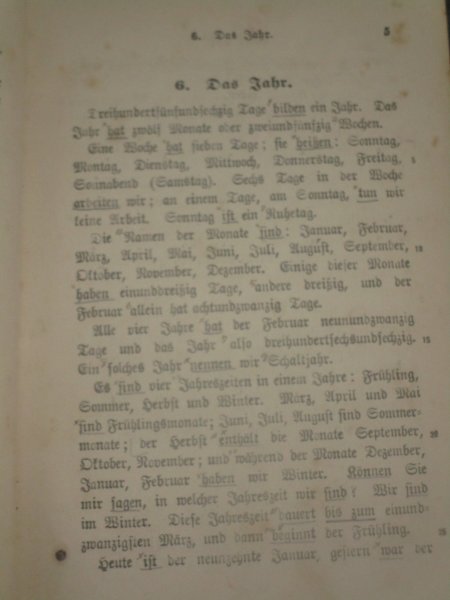 6. Das Jahr. 5
6. Das Jahr.
Dreihundertfünfundsechzig Tage bilden ein Jahr. Das
Jahr hat zwölf Monate oder zweiundfünfzig Wochen.
Eine Woche hat sieben Tage; sie heißen: Sonntag,
Montag, Dienstag, Mittwoch, Donnerstag, Freitag, 5
Sonnabend (Samstag). Sechs Tage in der Woche
arbeiten wir; an einem Tage, am Sonntag, tun wir
keine Arbeit. Sonntag ist ein Ruhetag.
Die Namen der Monate sind: Januar, Februar,
März, April, Mai, Juni, Juli, August, September, 10
Oktober, November, Dezember. Einige dieser Monate
haben einunddreißig Tage, andere dreißig, und der
Februar allein hat achtundzwanzig Tage.
Alle vier Jahre hat der Februar neunundzwanzig
Tage und das Jahr also dreihundertsechsundsechzig. 15
Ein solches Jahr nennen wir Schaltjahr.
Es sind vier Jahreszeiten in einem Jahre: Frühling,
Sommer, Herbst und Winter. März, April und Mai
sind Frühlingsmonate; Juni, Juli, August sind Sommer-
monate; der Herbst enthält die Monate September, 20
Oktober, November; und während der Monate Dezember,
Januar, Februar haben wir Winter. Können Sie
mir sagen, in welcher Jahreszeit wir sind? Wir sind
im Winter. Diese Jahreszeit dauert bis zum einund-
zwanzigsten März, und dann beginnt der Frühling. 25
Heute ist der neunzehnte Januar, gestern war der